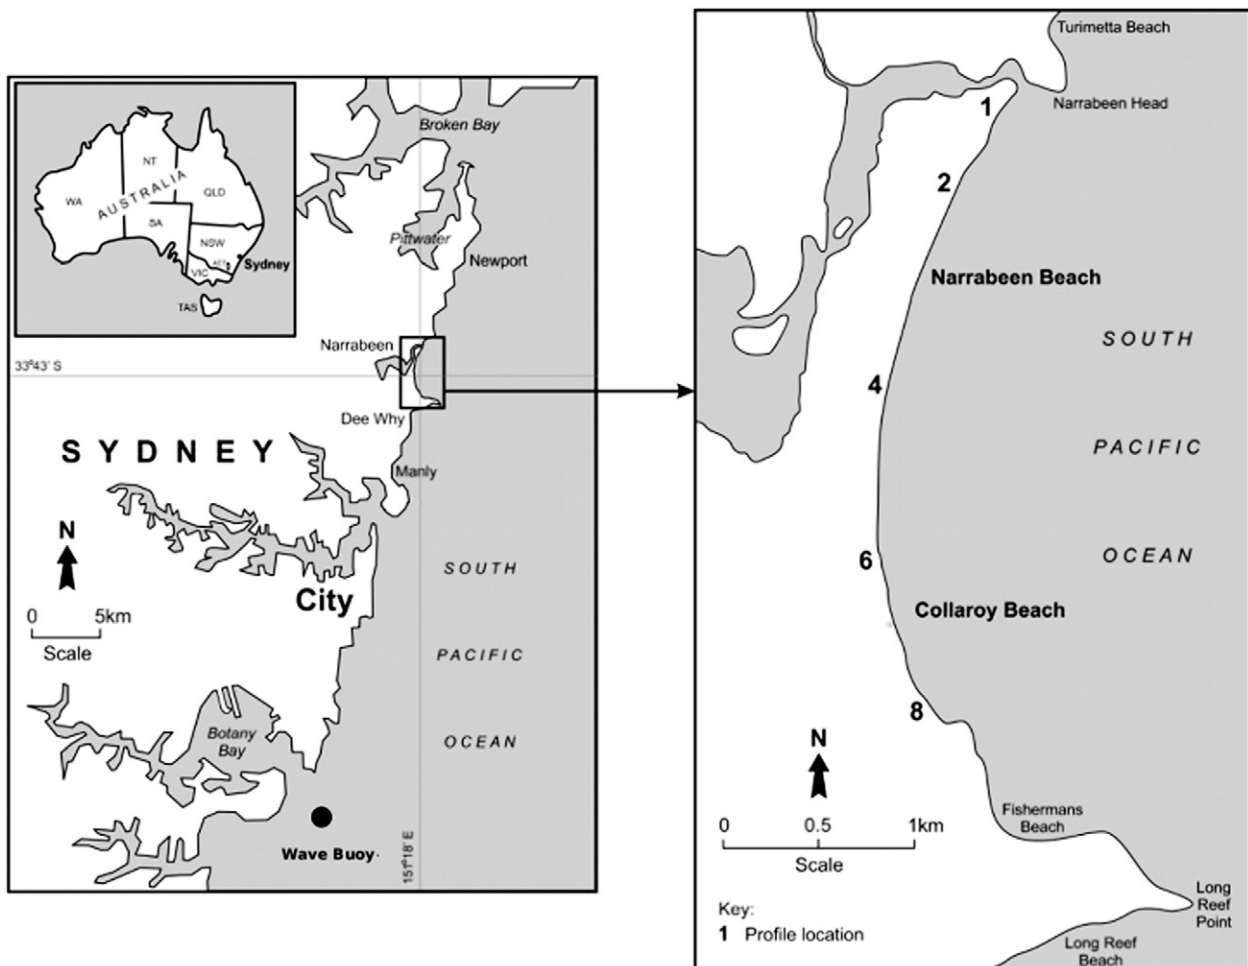 NT
WA
AUSTRALIA
QLD
SA
NSW
ACT
Sydney
VIC
TAS
Broken Bay
Pittwater
Newport
Narrabeen
33°43' S
Dee Why
SYDNEY
Manly
N
City
0 5km
Scale
SOUTH
PACIFIC
OCEAN
Botany
Bay
Wave Buoy
151°18' E
Turimetta Beach
Narrabeen Head
1
2
Narrabeen Beach
SOUTH
4
PACIFIC
6
OCEAN
Collaroy Beach
8
N
0 0.5 1km
Scale
Fishermans
Beach
Long
Reef
Point
Key:
1 Profile location
Long Reef
Beach